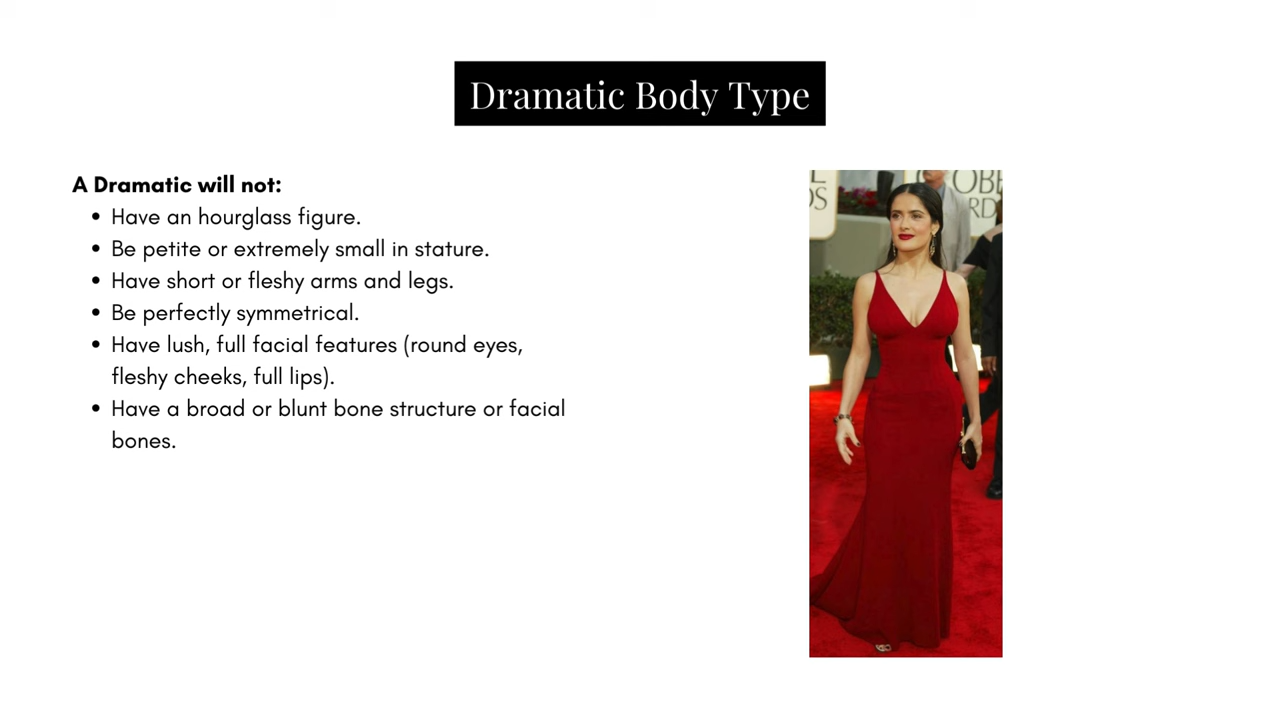 Dramatic Body Type
A Dramatic will not:
• Have an hourglass figure.
• Be petite or extremely small in stature.
• Have short or fleshy arms and legs.
• Be perfectly symmetrical.
• Have lush, full facial features (round eyes,
fleshy cheeks, full lips).
• Have a broad or blunt bone structure or facial
bones.